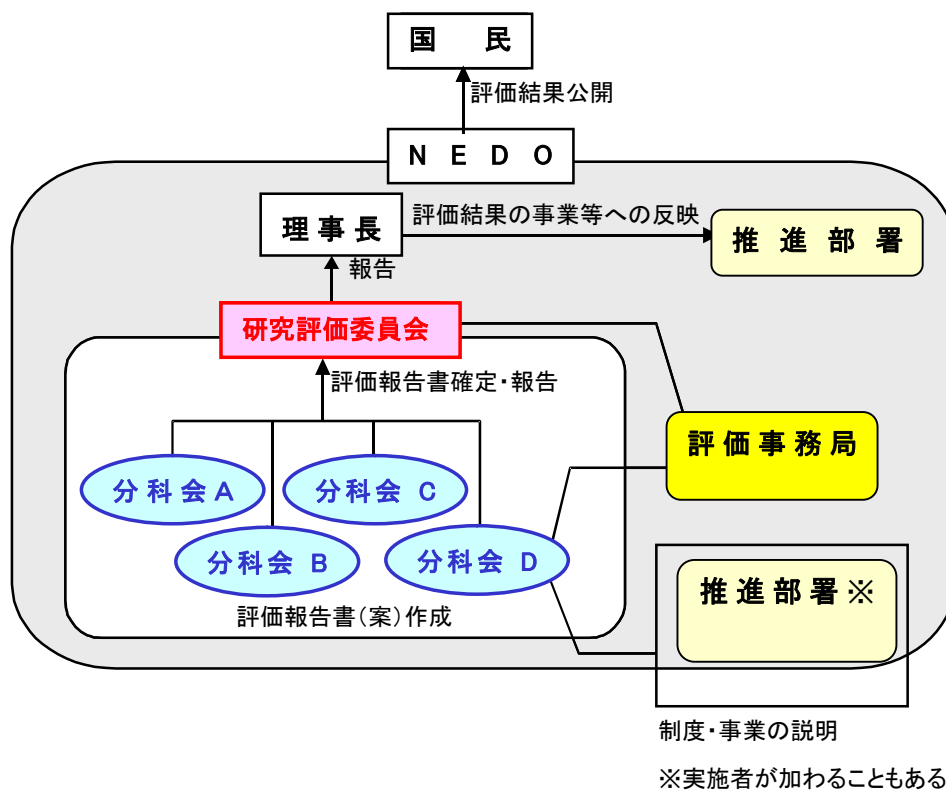 国 民
評価結果公開
N E D O
理 事 長
評価結果の事業等への反映
推 進 部 署
報告
研究評価委員会
評価報告書確定・報告
評 価 事 務 局
分 科 会 A
分 科 会 C
分 科 会 B
分 科 会 D
推 進 部 署 ※
評価報告書(案)作成
制度・事業の説明
※実施者が加わることもある